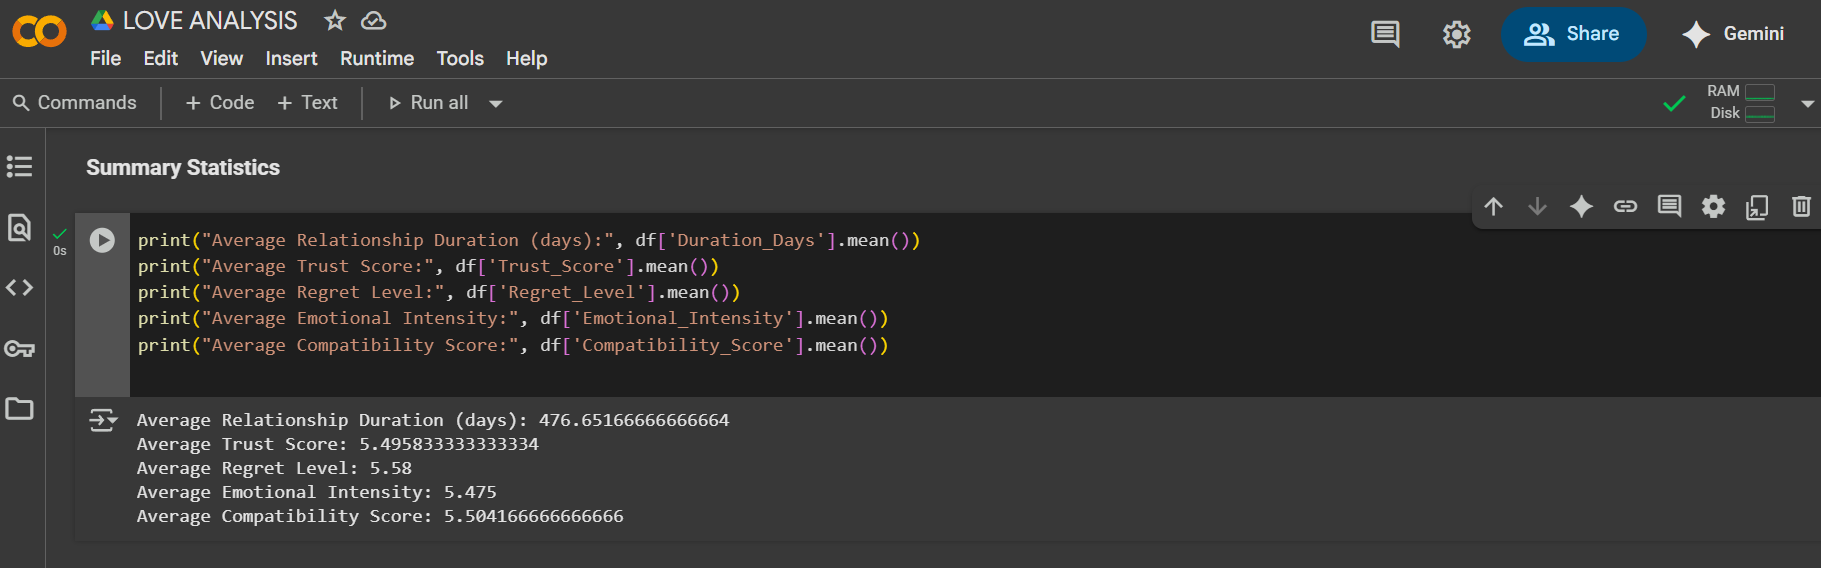 LOVE ANALYSIS
File Edit View Insert Runtime Tools Help
Share
Gemini
Commands + Code + Text Run all
RAM
Disk
Summary Statistics
0s
print("Average Relationship Duration (days):", df['Duration_Days'].mean())
print("Average Trust Score:", df['Trust_Score'].mean())
print("Average Regret Level:", df['Regret_Level'].mean())
print("Average Emotional Intensity:", df['Emotional_Intensity'].mean())
print("Average Compatibility Score:", df['Compatibility_Score'].mean())
Average Relationship Duration (days): 476.65166666666664
Average Trust Score: 5.495833333333334
Average Regret Level: 5.58
Average Emotional Intensity: 5.475
Average Compatibility Score: 5.504166666666666